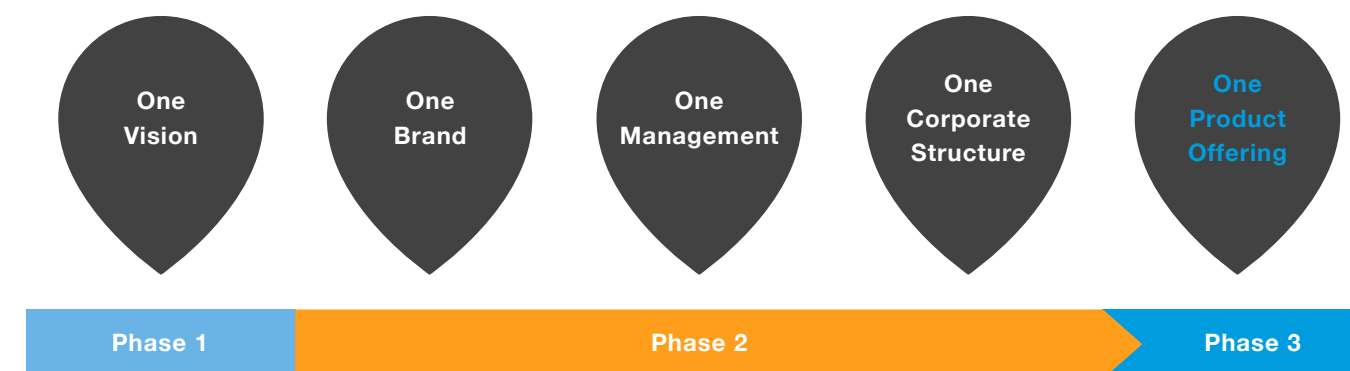 One
Vision
One
Brand
One
Management
One
Corporate
Structure
One
Product
Offering
Phase 1
Phase 2
Phase 3